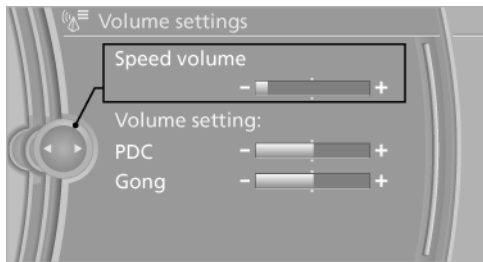 Volume settings
Speed volume
- +
Volume setting:
PDC - +
Gong - +